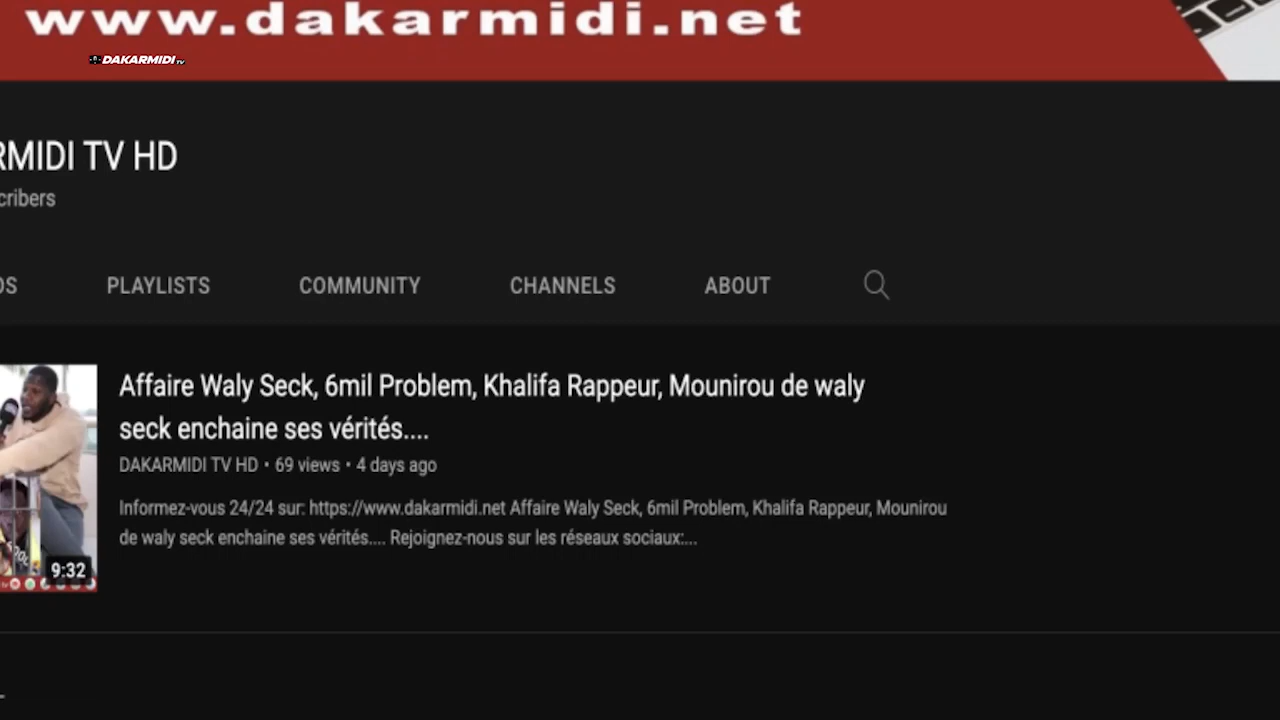 www.dakarmidi.net
DAKARMIDI TV
RMIDI TV HD
cribers
OS
PLAYLISTS
COMMUNITY
CHANNELS
ABOUT
Affaire Waly Seck, 6mil Problem, Khalifa Rappeur, Mounirou de waly
seck enchaine ses vérités....
DAKARMIDI TV HD • 69 views • 4 days ago
Informez-vous 24/24 sur: https://www.dakarmidi.net Affaire Waly Seck, 6mil Problem, Khalifa Rappeur, Mounirou
de waly seck enchaine ses vérités.... Rejoignez-nous sur les réseaux sociaux:...
9:32